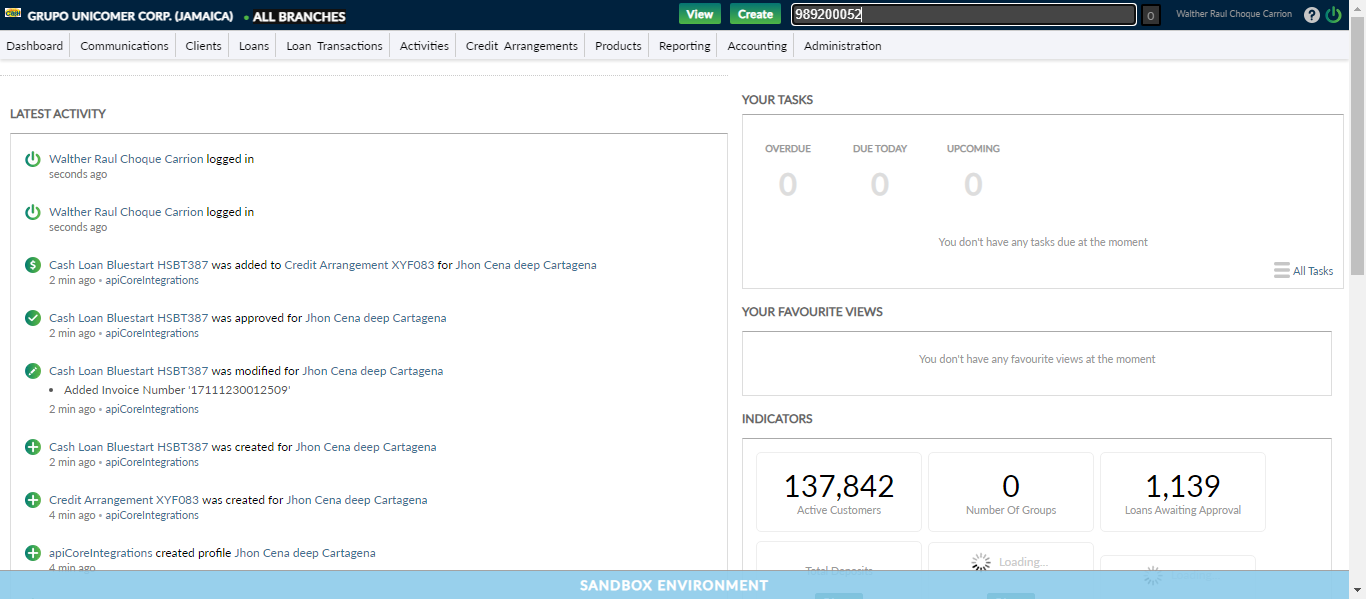 GRUPO UNICOMER CORP. (JAMAICA) • ALL BRANCHES View Create 989200052 0 Walther Raul Choque Carrion ?
Dashboard Communications Clients Loans Loan Transactions Activities Credit Arrangements Products Reporting Accounting Administration
LATEST ACTIVITY
Walther Raul Choque Carrion logged in
seconds ago
Walther Raul Choque Carrion logged in
seconds ago
$ Cash Loan Bluestart HSBT387 was added to Credit Arrangement XYF083 for Jhon Cena deep Cartagena
2 min ago • apiCoreIntegrations
Cash Loan Bluestart HSBT387 was approved for Jhon Cena deep Cartagena
2 min ago • apiCoreIntegrations
Cash Loan Bluestart HSBT387 was modified for Jhon Cena deep Cartagena
• Added Invoice Number '17111230012509'
2 min ago • apiCoreIntegrations
Cash Loan Bluestart HSBT387 was created for Jhon Cena deep Cartagena
2 min ago • apiCoreIntegrations
Credit Arrangement XYF083 was created for Jhon Cena deep Cartagena
4 min ago • apiCoreIntegrations
apiCoreIntegrations created profile Jhon Cena deep Cartagena
4 min ago
YOUR TASKS
OVERDUE DUE TODAY UPCOMING
0 0 0
You don't have any tasks due at the moment
All Tasks
YOUR FAVOURITE VIEWS
You don't have any favourite views at the moment
INDICATORS
137,842 0 1,139
Active Customers Number Of Groups Loans Awaiting Approval
Total Deposits Loading...
SANDBOX ENVIRONMENT